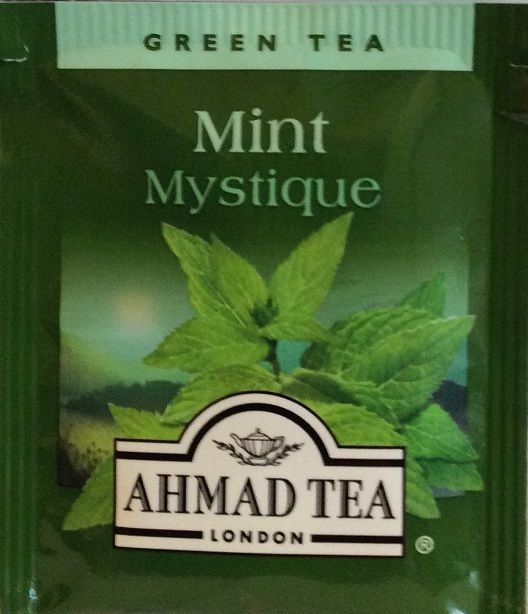 GREEN TEA
Mint
Mystique
AHMAD TEA
LONDON
®